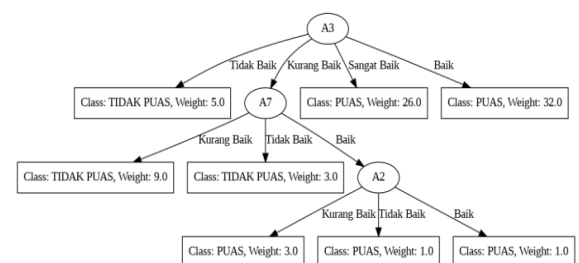 A3
Tidak Baik Kurang Baik Sangat Baik Baik
Class: TIDAK PUAS, Weight: 5.0 A7 Class: PUAS, Weight: 26.0 Class: PUAS, Weight: 32.0
Kurang Baik Tidak Baik Baik
Class: TIDAK PUAS, Weight: 9.0 Class: TIDAK PUAS, Weight: 3.0 A2
Kurang Baik Tidak Baik Baik
Class: PUAS, Weight: 3.0 Class: PUAS, Weight: 1.0 Class: PUAS, Weight: 1.0